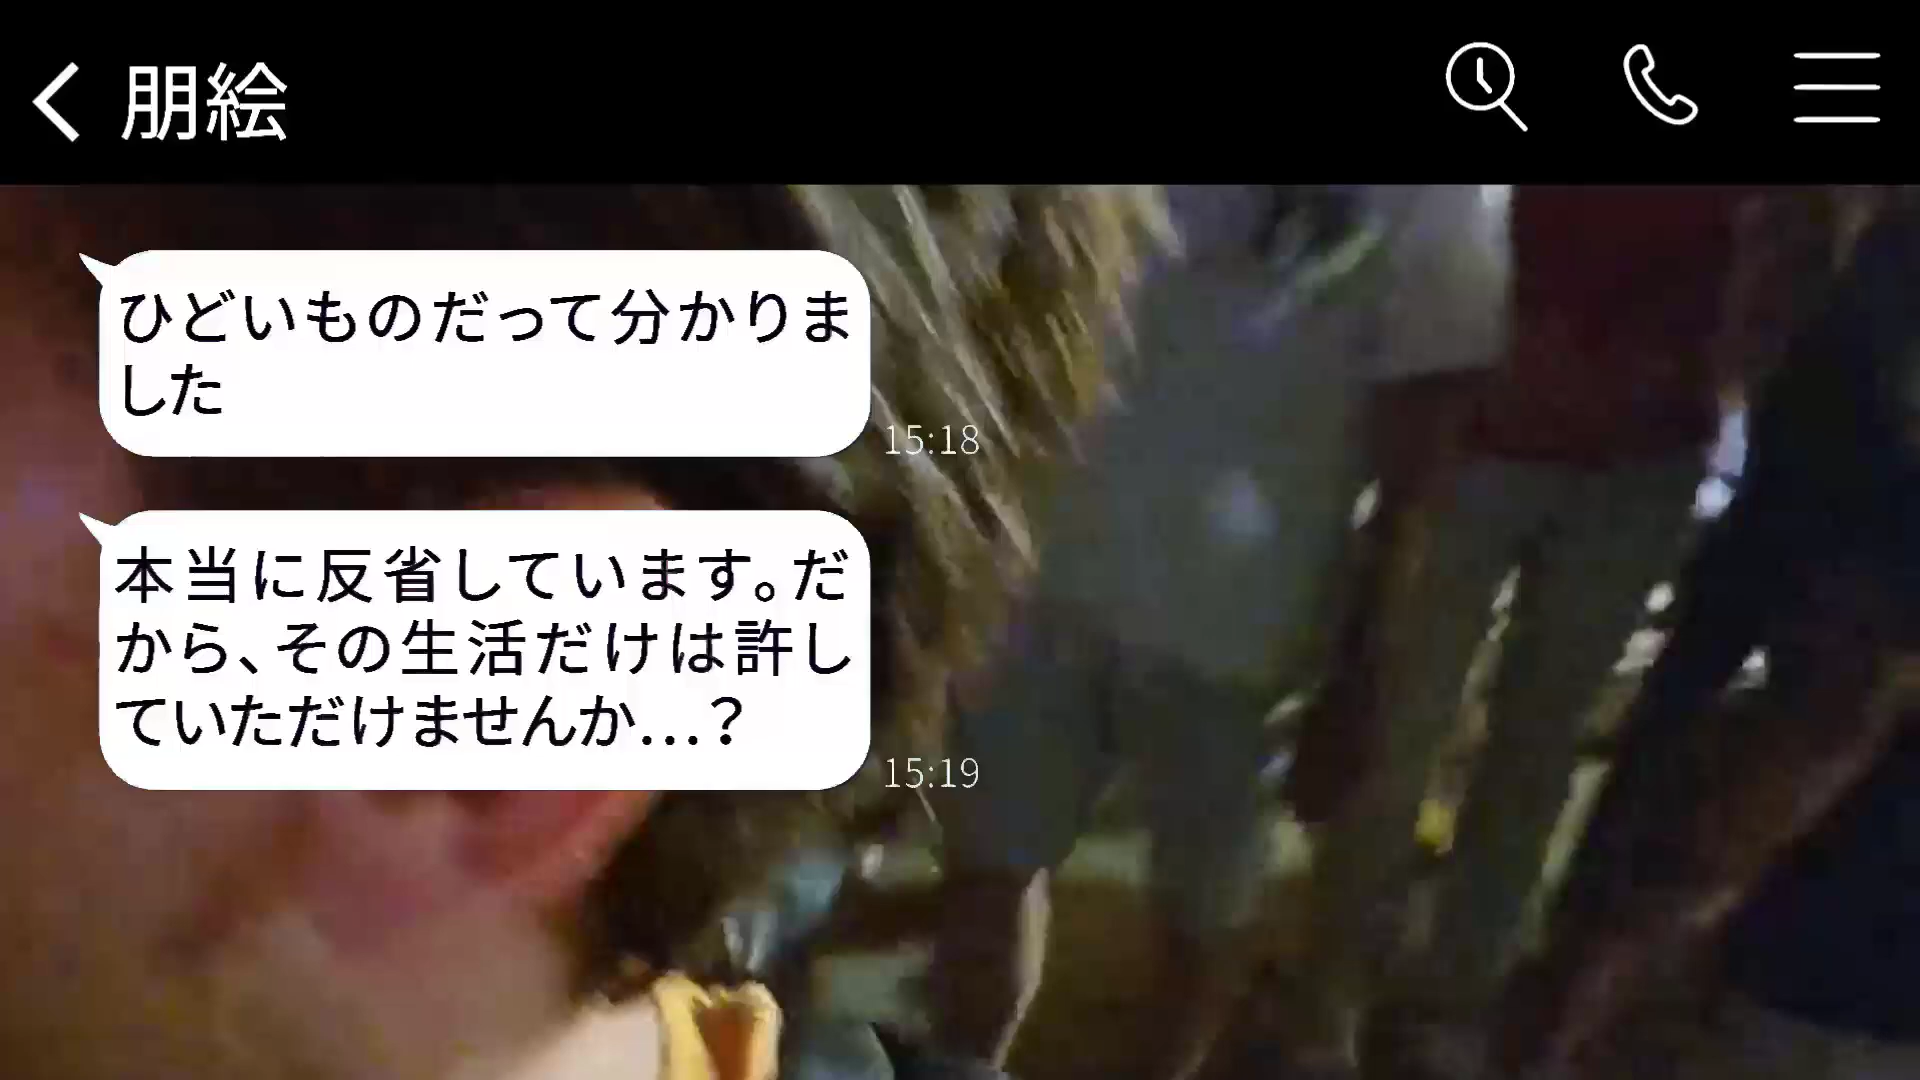 朋絵
ひどいものだって分かりま
した
15:18
本当に反省しています。だ
から、その生活だけは許し
ていただけませんか…？
15:19